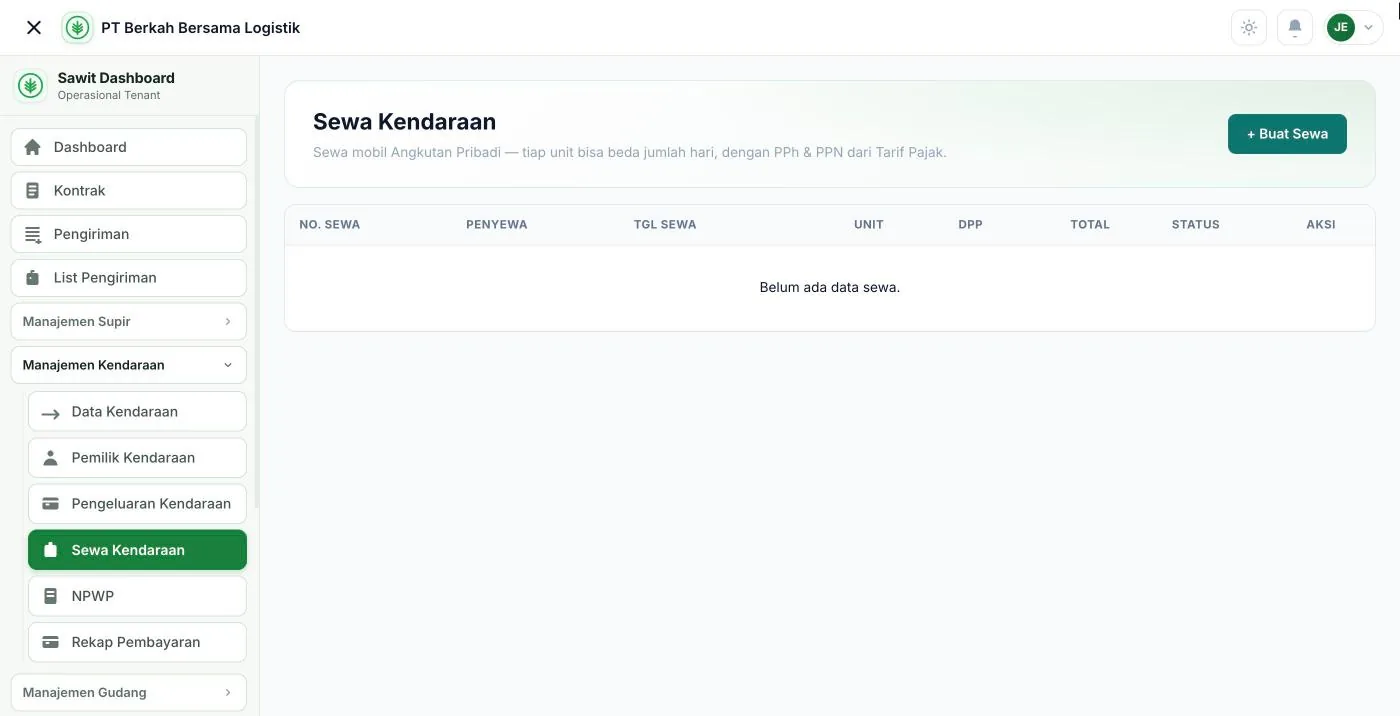 PT Berkah Bersama Logistik
JE
Sawit Dashboard
Operasional Tenant
Dashboard
Kontrak
Pengiriman
List Pengiriman
Manajemen Supir
Manajemen Kendaraan
Data Kendaraan
Pemilik Kendaraan
Pengeluaran Kendaraan
Sewa Kendaraan
NPWP
Rekap Pembayaran
Manajemen Gudang
Sewa Kendaraan
Sewa mobil Angkutan Pribadi — tiap unit bisa beda jumlah hari, dengan PPh & PPN dari Tarif Pajak.
+ Buat Sewa
NO. SEWA PENYEWA TGL SEWA UNIT DPP TOTAL STATUS AKSI
Belum ada data sewa.